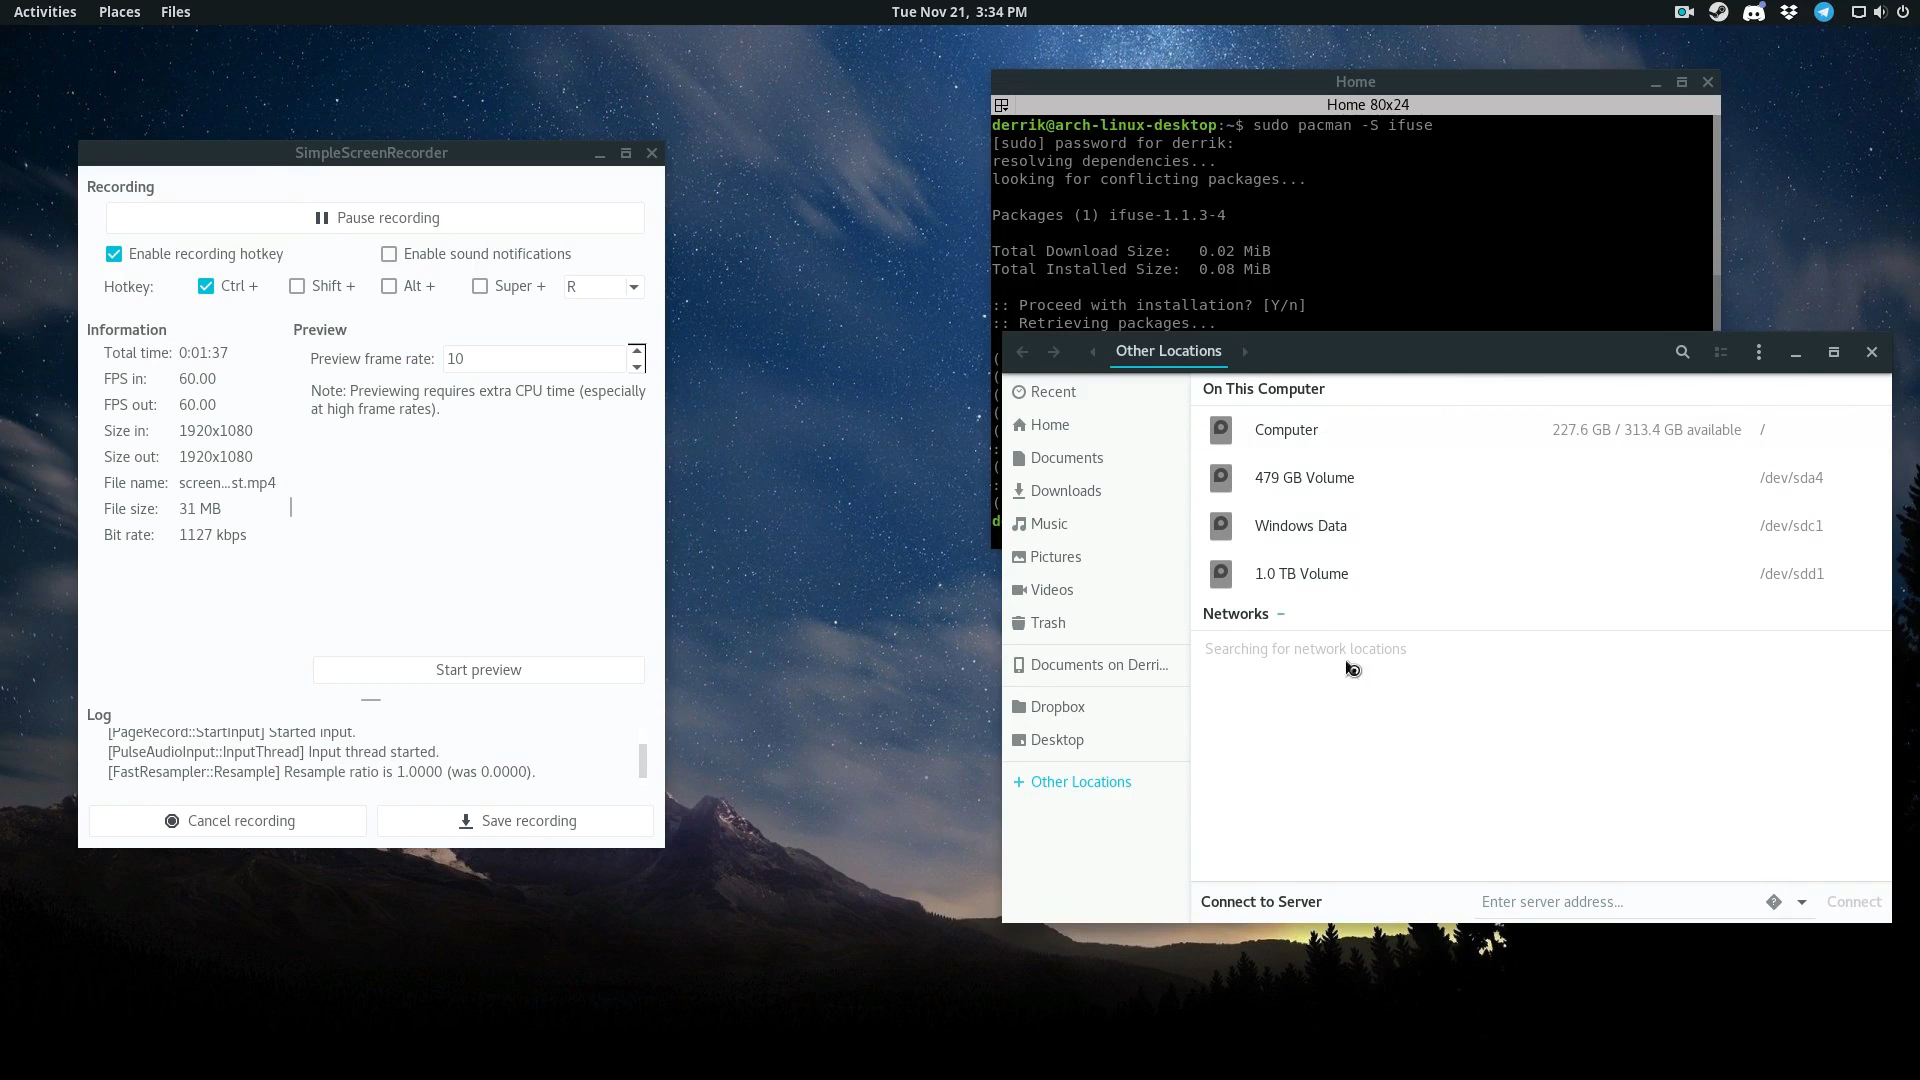 Activities Places Files Tue Nov 21, 3:34 PM
SimpleScreenRecorder
Recording
Pause recording
Enable recording hotkey Enable sound notifications
Hotkey: Ctrl + Shift + Alt + Super + R
Information Preview
Total time: 0:01:37
Preview frame rate: 10
FPS in: 60.00
Note: Previewing requires extra CPU time (especially
at high frame rates).
FPS out: 60.00
Size in: 1920x1080
Size out: 1920x1080
File name: screen...st.mp4
File size: 31 MB
Bit rate: 1127 kbps
Start preview
Log
[PageRecord::StartInput] Started input.
[PulseAudioInput::InputThread] Input thread started.
[FastResampler::Resample] Resample ratio is 1.0000 (was 0.0000).
Cancel recording Save recording
Home
Home 80x24
derrik@arch-linux-desktop:~$ sudo pacman -S ifuse
[sudo] password for derrik:
resolving dependencies...
looking for conflicting packages...
Packages (1) ifuse-1.1.3-4
Total Download Size: 0.02 MiB
Total Installed Size: 0.08 MiB
:: Proceed with installation? [Y/n]
:: Retrieving packages...
(
(
(
(
(
:
(
:
(
d
Other Locations
Recent
Home
Documents
Downloads
Music
Pictures
Videos
Trash
Documents on Derri...
Dropbox
Desktop
+ Other Locations
On This Computer
Computer 227.6 GB / 313.4 GB available /
479 GB Volume /dev/sda4
Windows Data /dev/sdc1
1.0 TB Volume /dev/sdd1
Networks
Searching for network locations
Connect to Server Enter server address... Connect